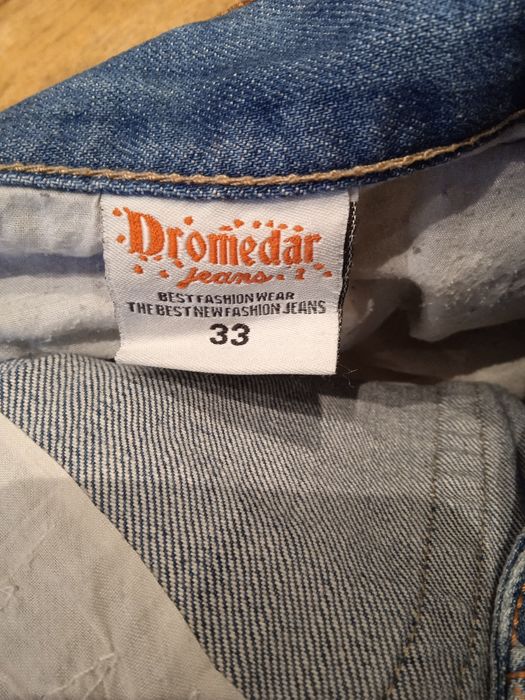 Dromedar
jeans
BEST FASHION WEAR
THE BEST NEW FASHION JEANS
33